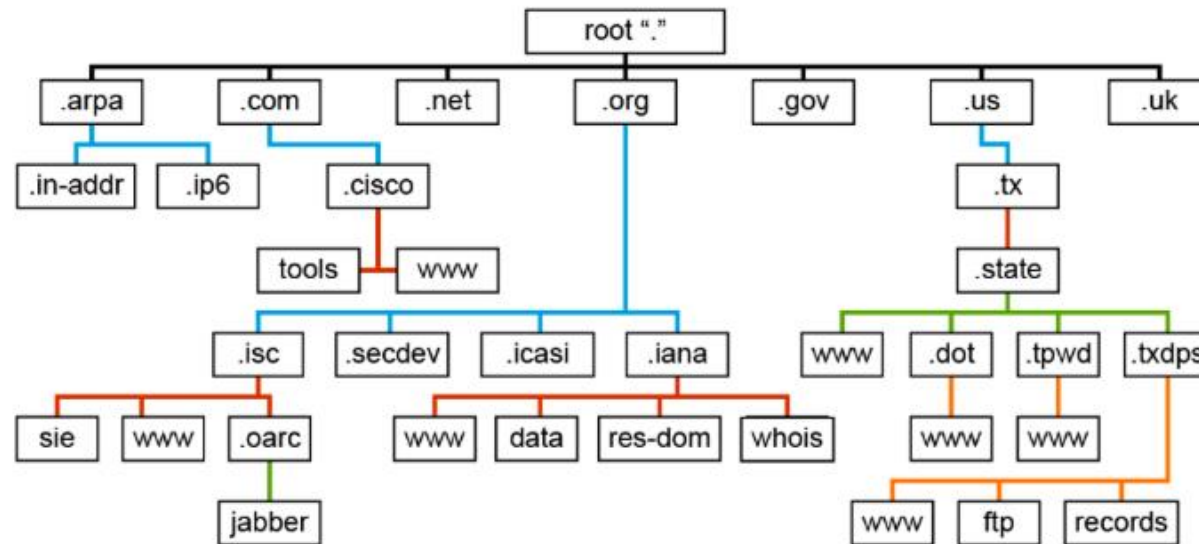 root “.”
.arpa .com .net .org .gov .us .uk
.in-addr .ip6 .cisco .tx
tools www .state
.isc .secdev .icasi .iana www .dot .tpwd .txdps
sie www .oarc www data res-dom whois www www
jabber www ftp records